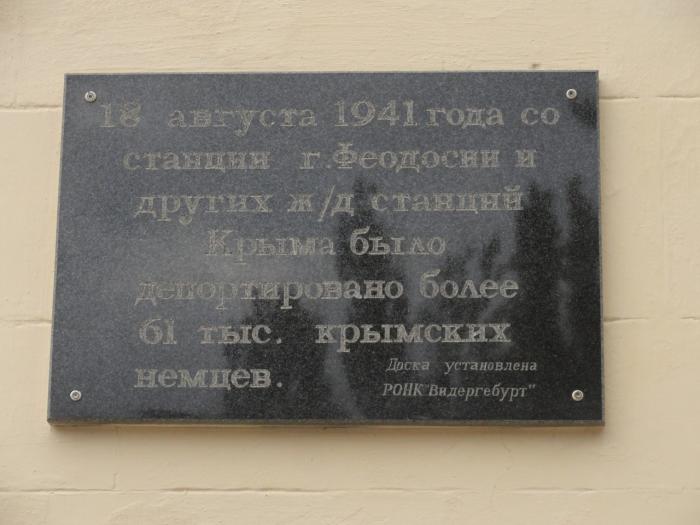 18 августа 1941 года со
станции г. Феодосии и
других ж/д станций
Крыма было
депортировано более
61 тыс. крымских
немцев.
Доска установлена
РОНК "Видергебурт"